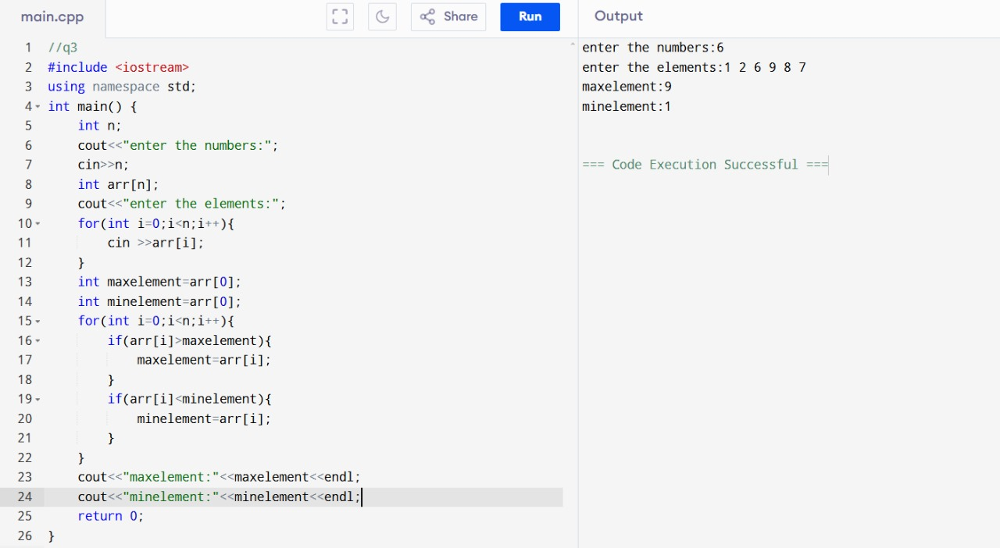 main.cpp
Share
Run
Output
1 //q3
2 #include <iostream>
3 using namespace std;
4 int main() {
5     int n;
6     cout<<"enter the numbers:";
7     cin>>n;
8     int arr[n];
9     cout<<"enter the elements:";
10     for(int i=0;i<n;i++){
11         cin >>arr[i];
12     }
13     int maxelement=arr[0];
14     int minelement=arr[0];
15     for(int i=0;i<n;i++){
16         if(arr[i]>maxelement){
17             maxelement=arr[i];
18         }
19         if(arr[i]<minelement){
20             minelement=arr[i];
21         }
22     }
23     cout<<"maxelement:"<<maxelement<<endl;
24     cout<<"minelement:"<<minelement<<endl;
25     return 0;
26 }
enter the numbers:6
enter the elements:1 2 6 9 8 7
maxelement:9
minelement:1
=== Code Execution Successful ===